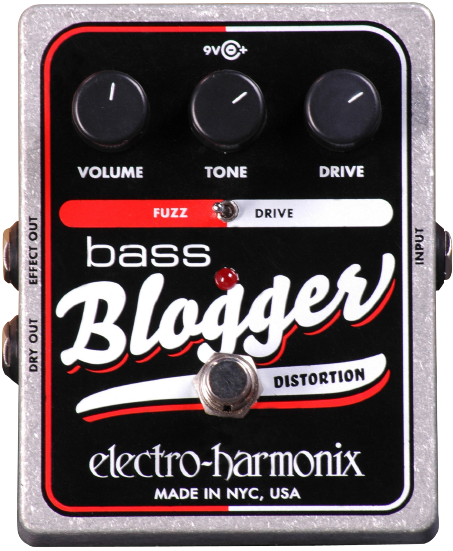 9V +
VOLUME TONE DRIVE
FUZZ DRIVE
EFFECT OUT
INPUT
bass
Blogger
DRY OUT
DISTORTION
electro-harmonix
MADE IN NYC, USA